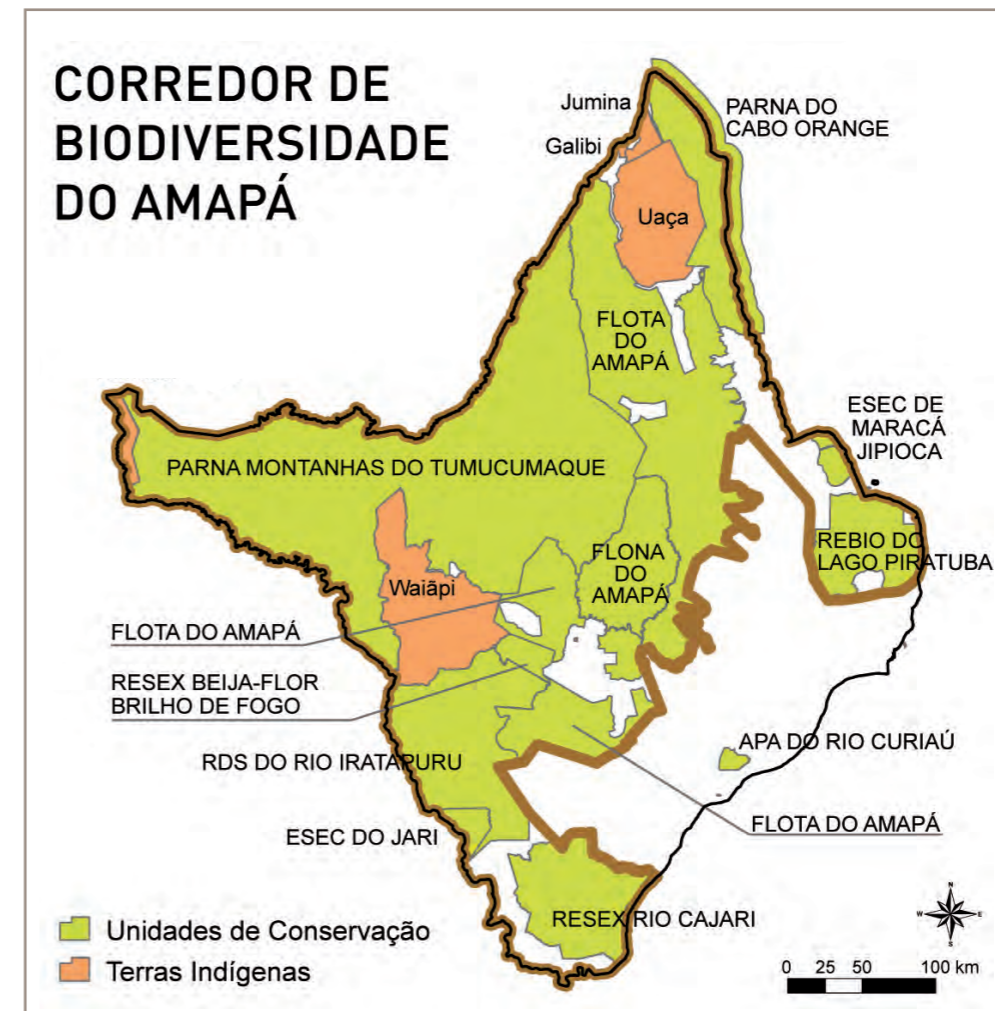 CORREDOR DE
BIODIVERSIDADE
DO AMAPÁ
Jumina
Galibi
PARNA DO
CABO ORANGE
Uaça
FLOTA
DO
AMAPÁ
ESEC DE
MARACÁ
JIPIOCA
PARNA MONTANHAS DO TUMUCUMAQUE
REBIO DO
LAGO PIRATUBA
FLONA
DO
AMAPÁ
Waiãpi
FLOTA DO AMAPÁ
RESEX BEIJA-FLOR
BRILHO DE FOGO
RDS DO RIO IRATAPURU
APA DO RIO CURIAÚ
FLOTA DO AMAPÁ
ESEC DO JARI
RESEX RIO CAJARI
Unidades de Conservação
Terras Indígenas
N
W E
S
0 25 50 100 km